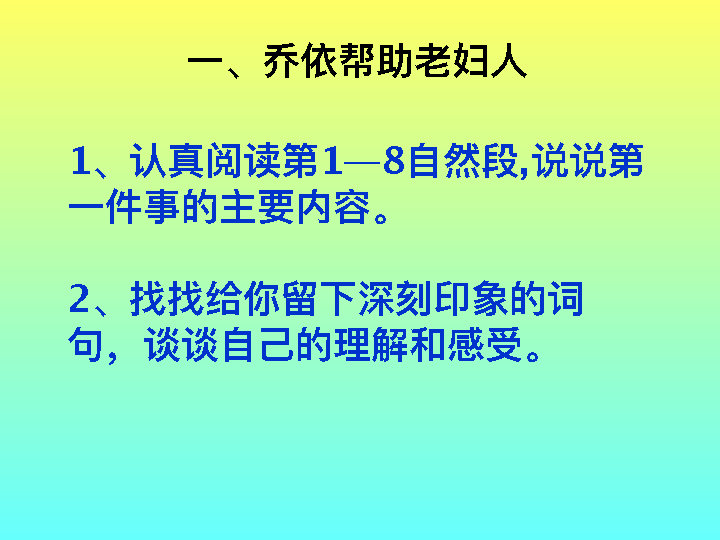 一、乔依帮助老妇人
1、认真阅读第1—8自然段,说说第
一件事的主要内容。
2、找找给你留下深刻印象的词
句，谈谈自己的理解和感受。